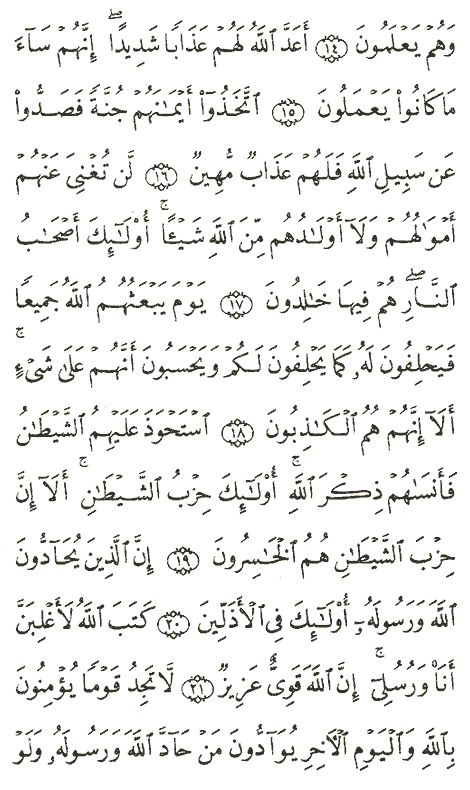 وَهُمْ يَعْلَمُونَ ﴿١٤﴾ أَعَدَّ ٱللَّهُ لَهُمْ عَذَابًا شَدِيدًا ۖ إِنَّهُمْ سَآءَ
مَا كَانُوا۟ يَعْمَلُونَ ﴿١٥﴾ ٱتَّخَذُوٓا۟ أَيْمَـٰنَهُمْ جُنَّةً فَصَدُّوا۟
عَن سَبِيلِ ٱللَّهِ فَلَهُمْ عَذَابٌ مُّهِينٌ ﴿١٦﴾ لَّن تُغْنِىَ عَنْهُمْ
أَمْوَٰلُهُمْ وَلَآ أَوْلَـٰدُهُم مِّنَ ٱللَّهِ شَيْـًٔا ۚ أُو۟لَـٰٓئِكَ أَصْحَـٰبُ
ٱلنَّارِ ۖ هُمْ فِيهَا خَـٰلِدُونَ ﴿١٧﴾ يَوْمَ يَبْعَثُهُمُ ٱللَّهُ جَمِيعًا
فَيَحْلِفُونَ لَهُۥ كَمَا يَحْلِفُونَ لَكُمْ وَيَحْسَبُونَ أَنَّهُمْ عَلَىٰ شَىْءٍ ۚ
أَلَآ إِنَّهُمْ هُمُ ٱلْكَـٰذِبُونَ ﴿١٨﴾ ٱسْتَحْوَذَ عَلَيْهِمُ ٱلشَّيْطَـٰنُ
فَأَنسَىٰهُمْ ذِكْرَ ٱللَّهِ ۚ أُو۟لَـٰٓئِكَ حِزْبُ ٱلشَّيْطَـٰنِ ۚ أَلَآ إِنَّ
حِزْبَ ٱلشَّيْطَـٰنِ هُمُ ٱلْخَـٰسِرُونَ ﴿١٩﴾ إِنَّ ٱلَّذِينَ يُحَآدُّونَ
ٱللَّهَ وَرَسُولَهُۥٓ أُو۟لَـٰٓئِكَ فِى ٱلْأَذَلِّينَ ﴿٢٠﴾ كَتَبَ ٱللَّهُ لَأَغْلِبَنَّ
أَنَا۠ وَرُسُلِىٓ ۚ إِنَّ ٱللَّهَ قَوِىٌّ عَزِيزٌ ﴿٢١﴾ لَّا تَجِدُ قَوْمًا يُؤْمِنُونَ
بِٱللَّهِ وَٱلْيَوْمِ ٱلْـَٔاخِرِ يُوَآدُّونَ مَنْ حَآدَّ ٱللَّهَ وَرَسُولَهُۥ وَلَوْ